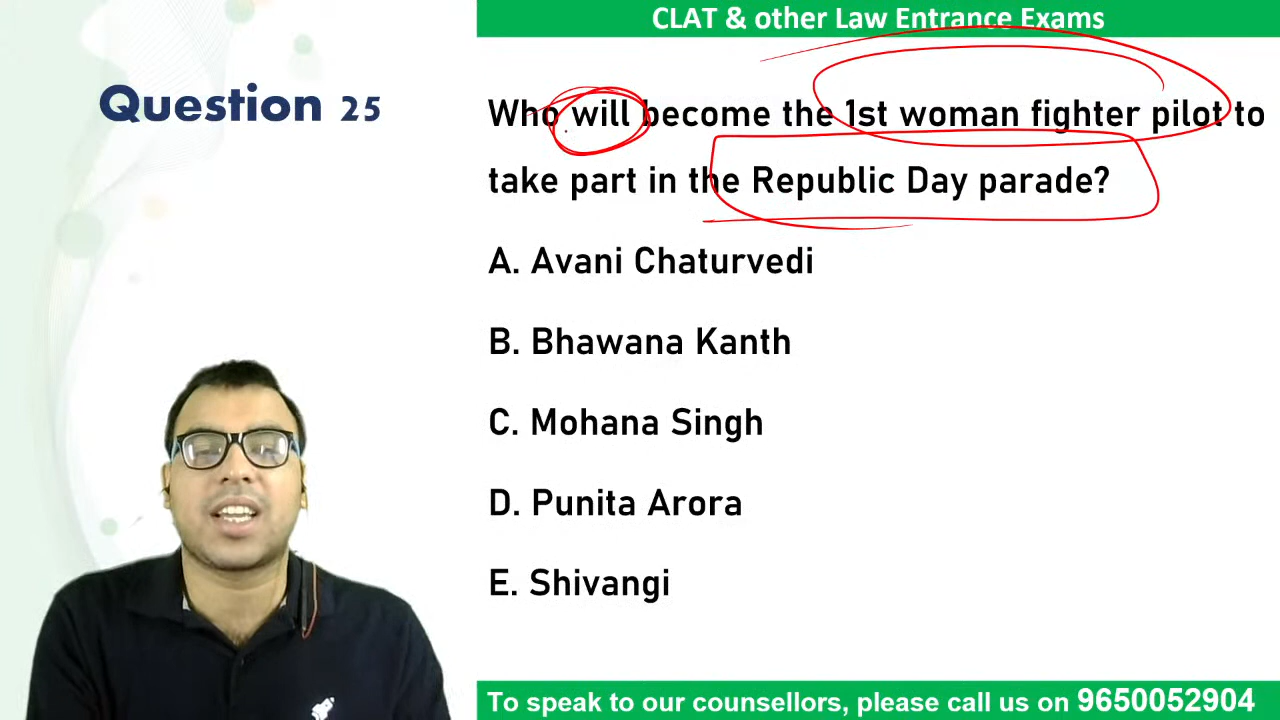 CLAT & other Law Entrance Exams
Question 25
Who will become the 1st woman fighter pilot to
take part in the Republic Day parade?
A. Avani Chaturvedi
B. Bhawana Kanth
C. Mohana Singh
D. Punita Arora
E. Shivangi
To speak to our counsellors, please call us on 9650052904